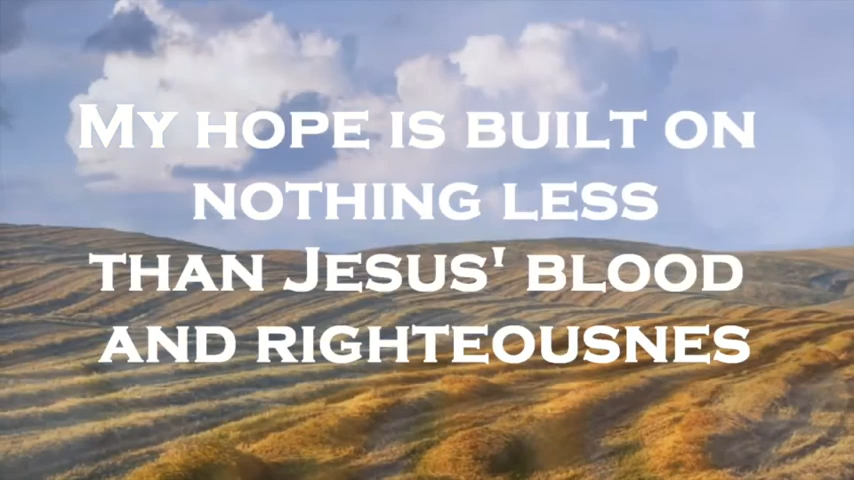 My hope is built on
nothing less
than Jesus' blood
and righteousnes